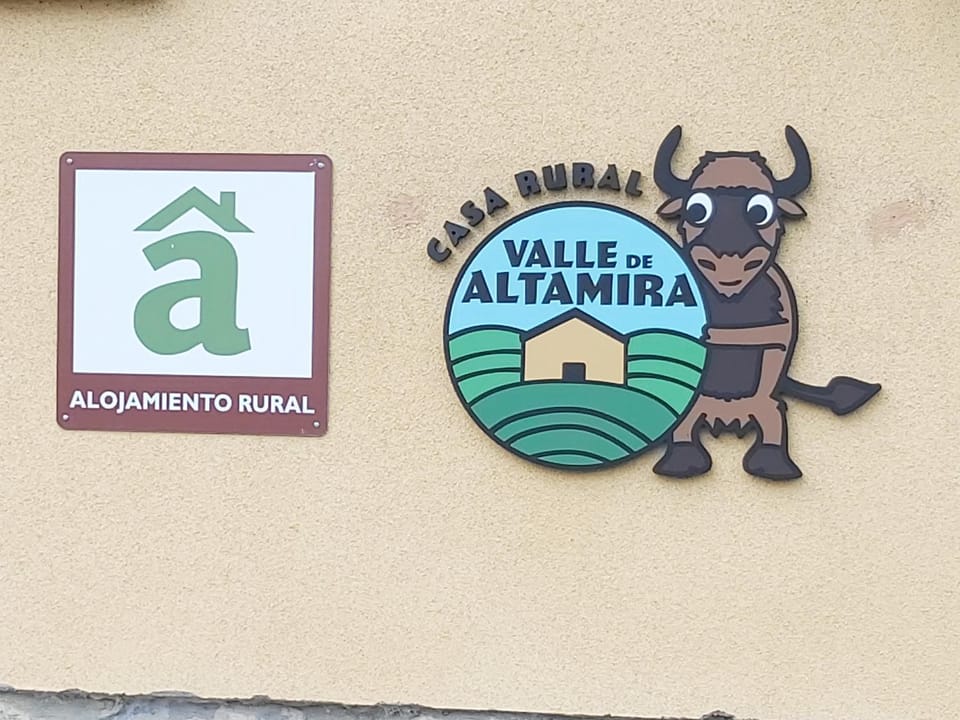 a
ALOJAMIENTO RURAL
CASA RURAL
VALLE DE
ALTAMIRA